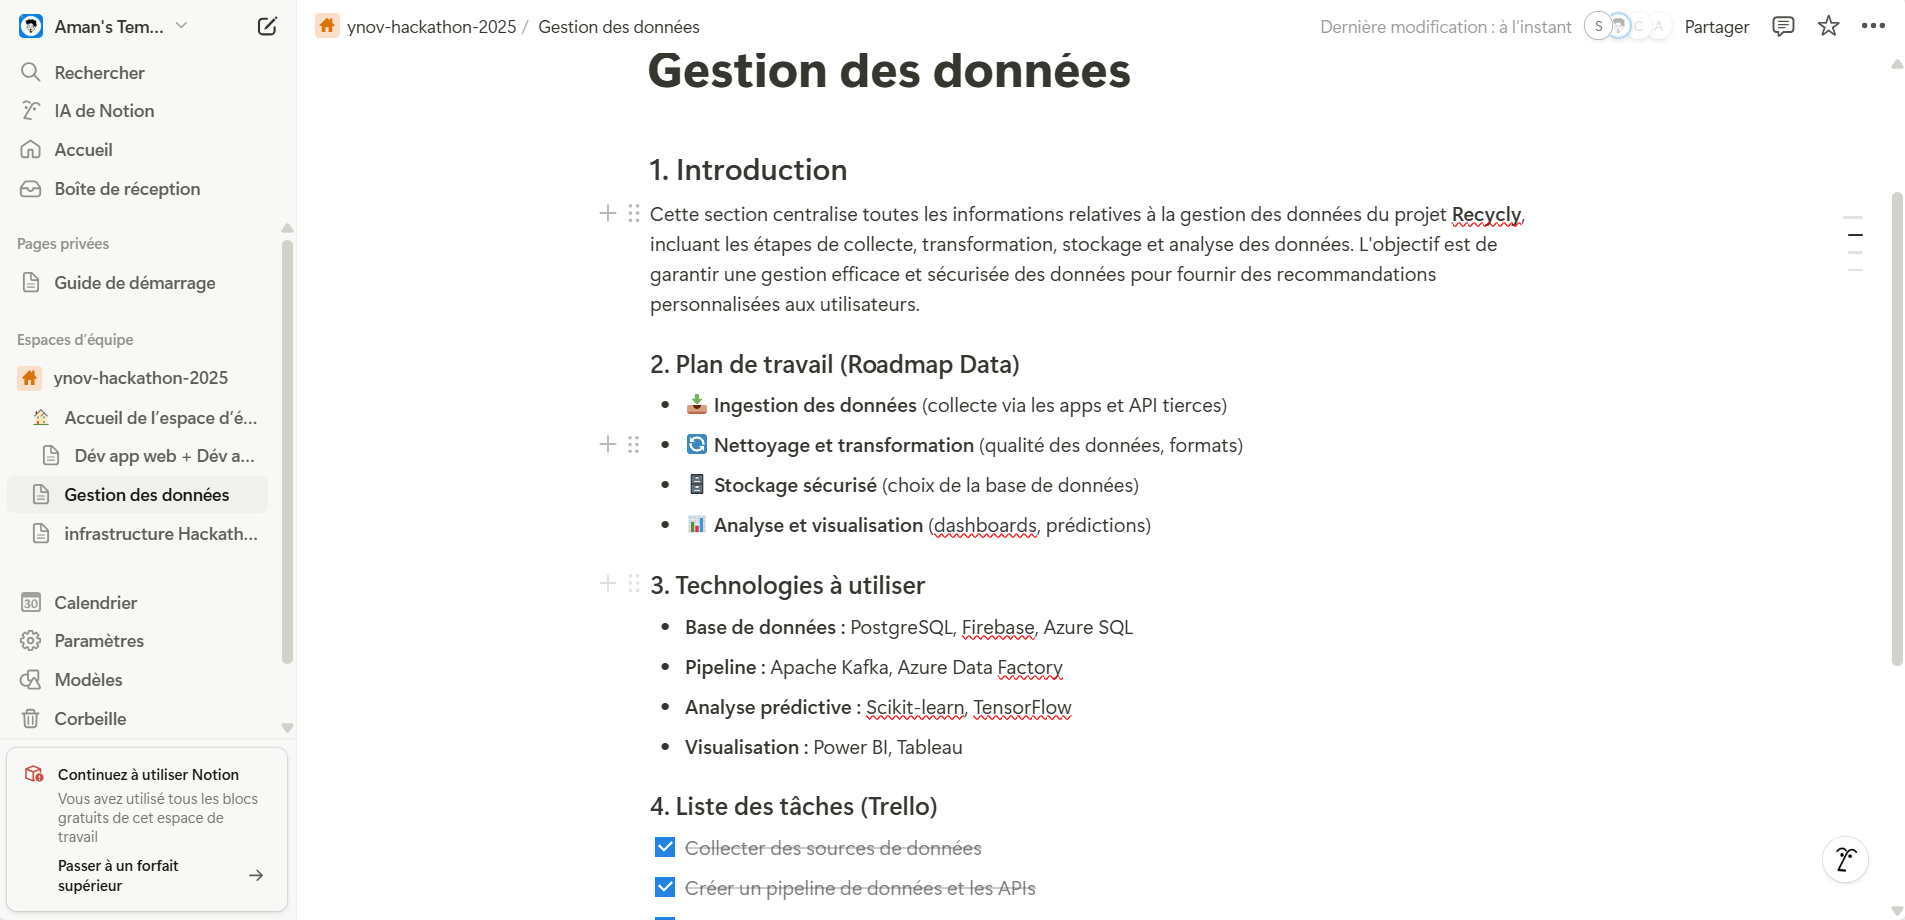 Aman's Tem...
Rechercher
IA de Notion
Accueil
Boîte de réception
Pages privées
Guide de démarrage
Espaces d’équipe
ynov-hackathon-2025
Accueil de l’espace d’é...
Dév app web + Dév a...
Gestion des données
infrastructure Hackath...
30
Calendrier
Paramètres
Modèles
Corbeille
Continuez à utiliser Notion
Vous avez utilisé tous les blocs
gratuits de cet espace de
travail
Passer à un forfait
supérieur
ynov-hackathon-2025 / Gestion des données
Dernière modification : à l’instant
S C A
Partager
Gestion des données
1. Introduction
Cette section centralise toutes les informations relatives à la gestion des données du projet Recycly,
incluant les étapes de collecte, transformation, stockage et analyse des données. L'objectif est de
garantir une gestion efficace et sécurisée des données pour fournir des recommandations
personnalisées aux utilisateurs.
2. Plan de travail (Roadmap Data)
• Ingestion des données (collecte via les apps et API tierces)
• Nettoyage et transformation (qualité des données, formats)
• Stockage sécurisé (choix de la base de données)
• Analyse et visualisation (dashboards, prédictions)
3. Technologies à utiliser
• Base de données : PostgreSQL, Firebase, Azure SQL
• Pipeline : Apache Kafka, Azure Data Factory
• Analyse prédictive : Scikit-learn, TensorFlow
• Visualisation : Power BI, Tableau
4. Liste des tâches (Trello)
Collecter des sources de données
Créer un pipeline de données et les APIs